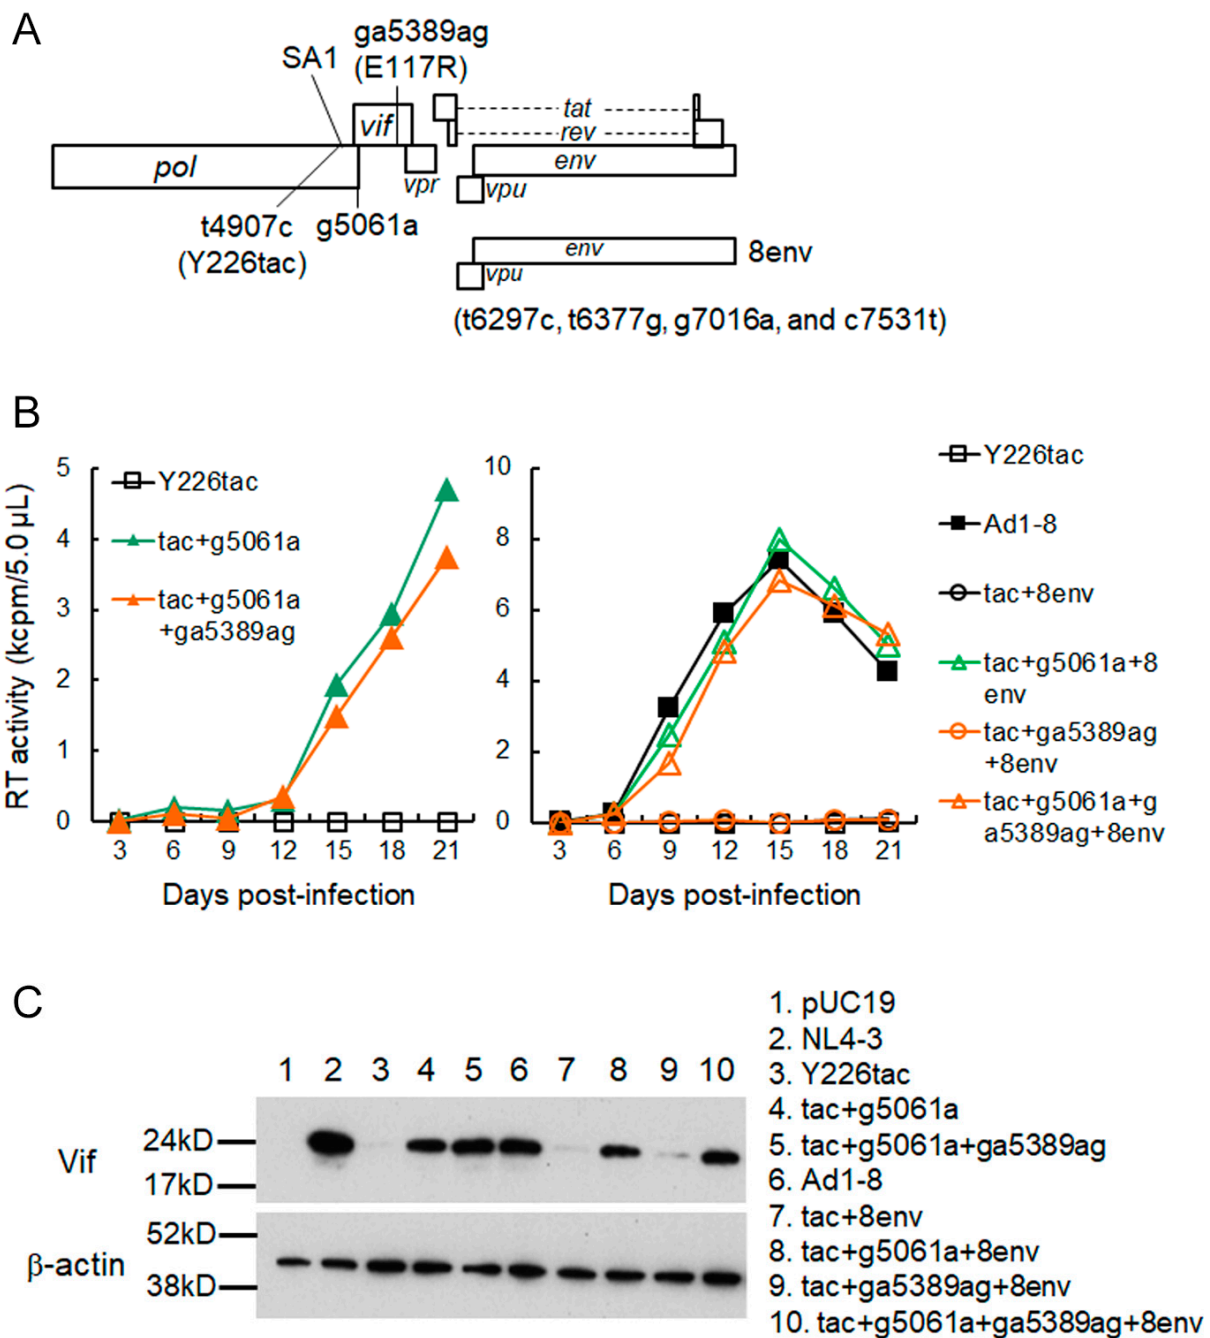 A
SA1
ga5389ag
(E117R)
vif
tat
rev
pol
env
vpr
vpu
t4907c
(Y226tac)
g5061a
env
8env
vpu
(t6297c, t6377g, g7016a, and c7531t)
B
RT activity (kcpm/5.0 µL)
5
4
3
2
1
0
Y226tac
tac+g5061a
tac+g5061a
+ga5389ag
3 6 9 12 15 18 21
Days post-infection
10
8
6
4
2
0
3 6 9 12 15 18 21
Days post-infection
Y226tac
Ad1-8
tac+8env
tac+g5061a+8
env
tac+ga5389ag
+8env
tac+g5061a+g
a5389ag+8env
C
1 2 3 4 5 6 7 8 9 10
Vif
24kD
17kD
β-actin
52kD
38kD
1. pUC19
2. NL4-3
3. Y226tac
4. tac+g5061a
5. tac+g5061a+ga5389ag
6. Ad1-8
7. tac+8env
8. tac+g5061a+8env
9. tac+ga5389ag+8env
10. tac+g5061a+ga5389ag+8env